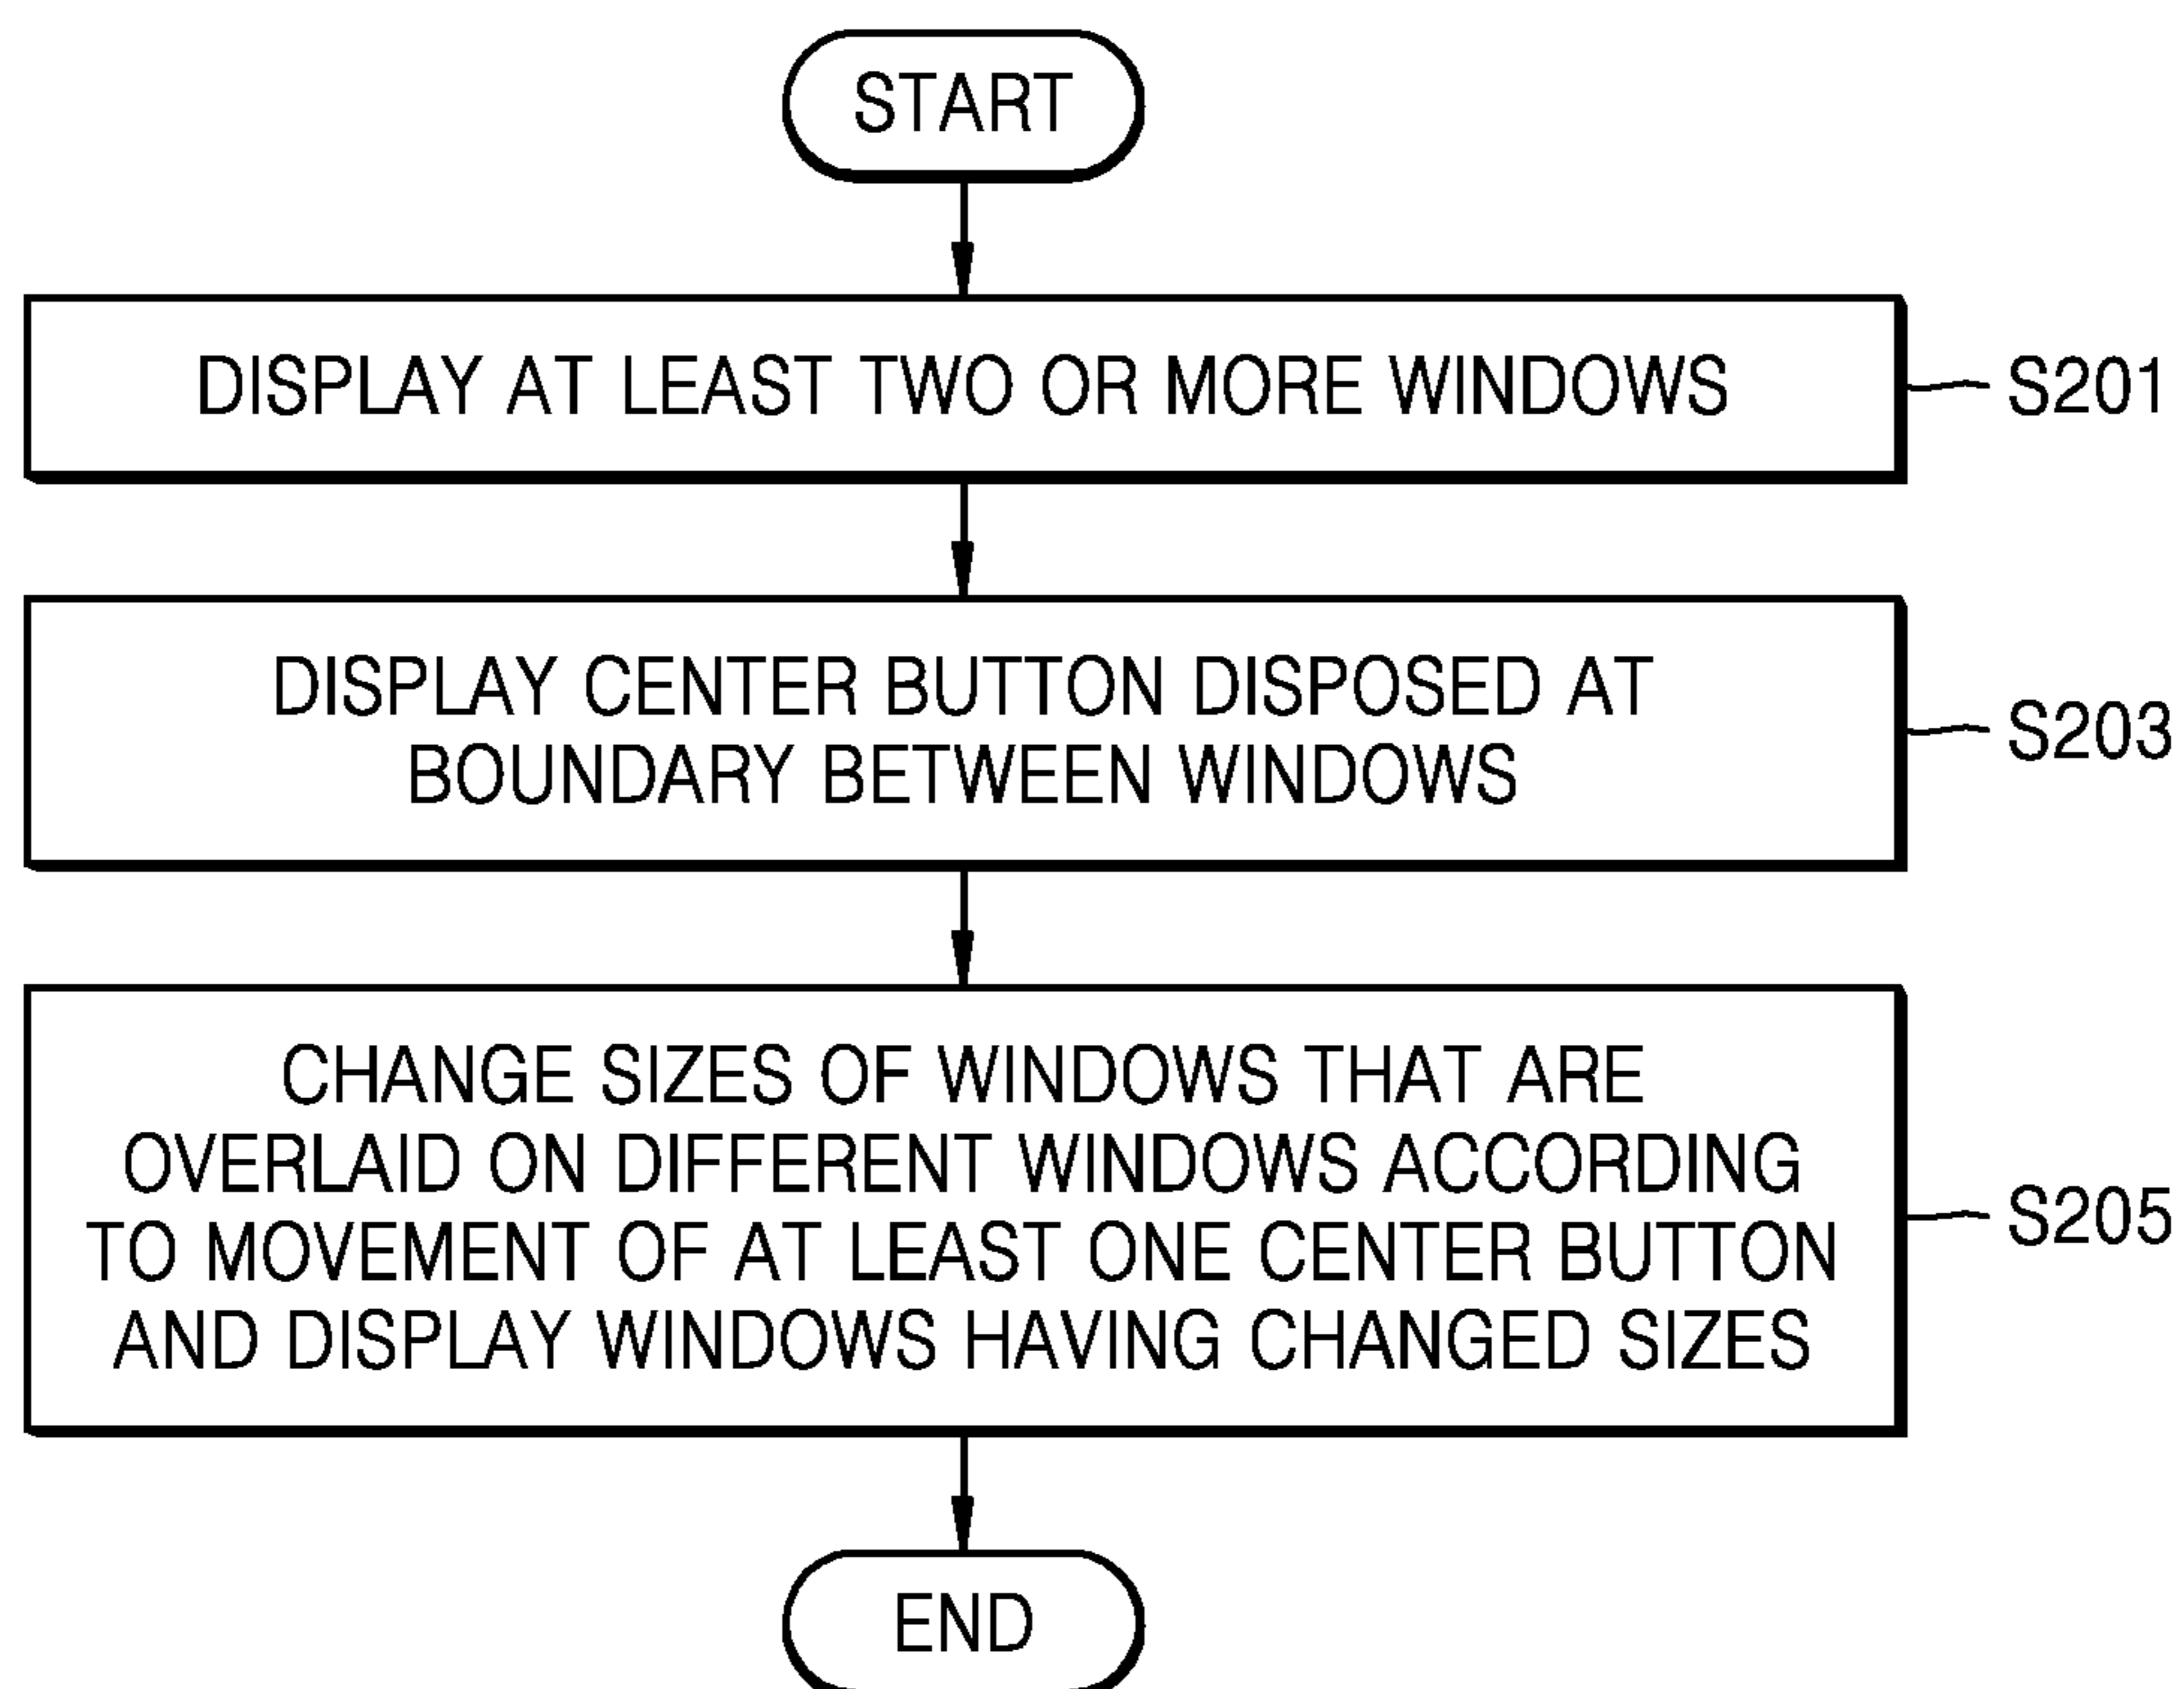 START
DISPLAY AT LEAST TWO OR MORE WINDOWS
S201
DISPLAY CENTER BUTTON DISPOSED AT
BOUNDARY BETWEEN WINDOWS
S203
CHANGE SIZES OF WINDOWS THAT ARE
OVERLAID ON DIFFERENT WINDOWS ACCORDING
TO MOVEMENT OF AT LEAST ONE CENTER BUTTON
AND DISPLAY WINDOWS HAVING CHANGED SIZES
S205
END